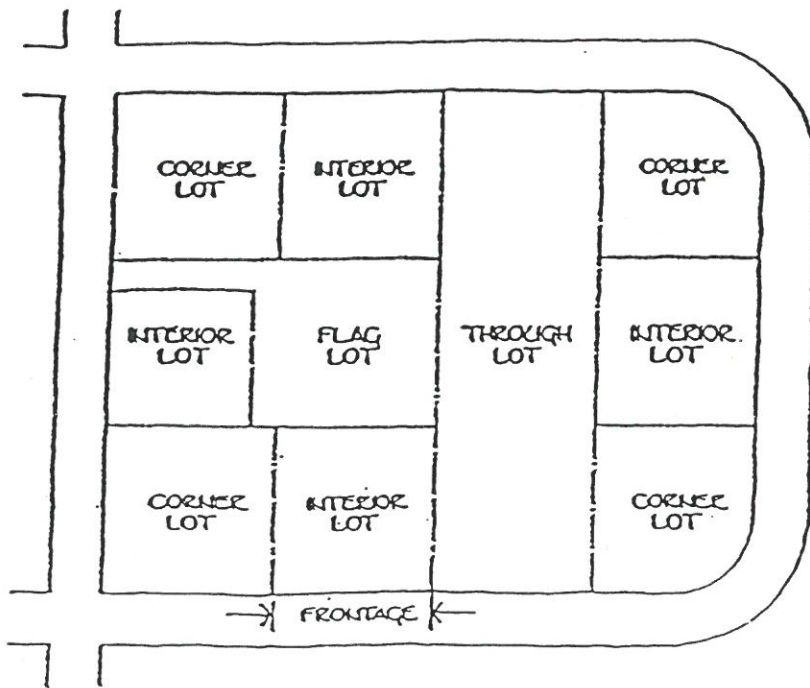 CORNER
LOT
INTERIOR
LOT
CORNER
LOT
INTERIOR
LOT
FLAG
LOT
THROUGH
LOT
INTERIOR
LOT
CORNER
LOT
INTERIOR
LOT
CORNER
LOT
FRONTAGE